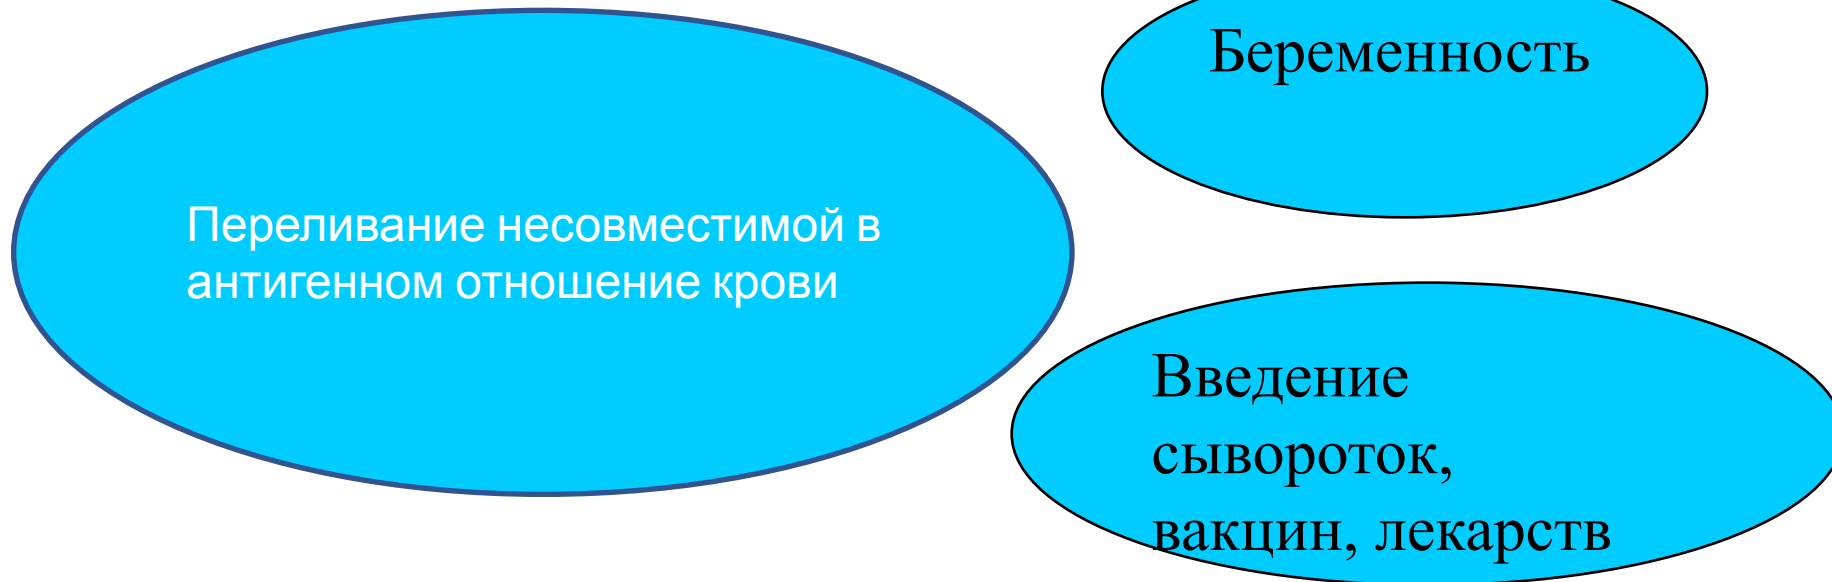 Переливание несовместимой в
антигенном отношение крови
Беременность
Введение
сывороток,
вакцин, лекарств